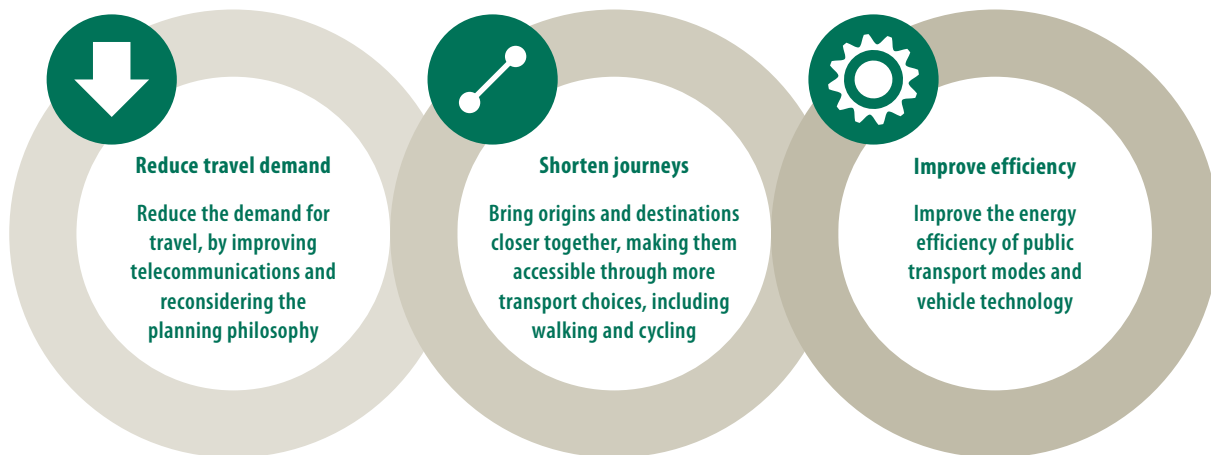 Reduce travel demand
Reduce the demand for
travel, by improving
telecommunications and
reconsidering the
planning philosophy
Shorten journeys
Bring origins and destinations
closer together, making them
accessible through more
transport choices, including
walking and cycling
Improve efficiency
Improve the energy
efficiency of public
transport modes and
vehicle technology